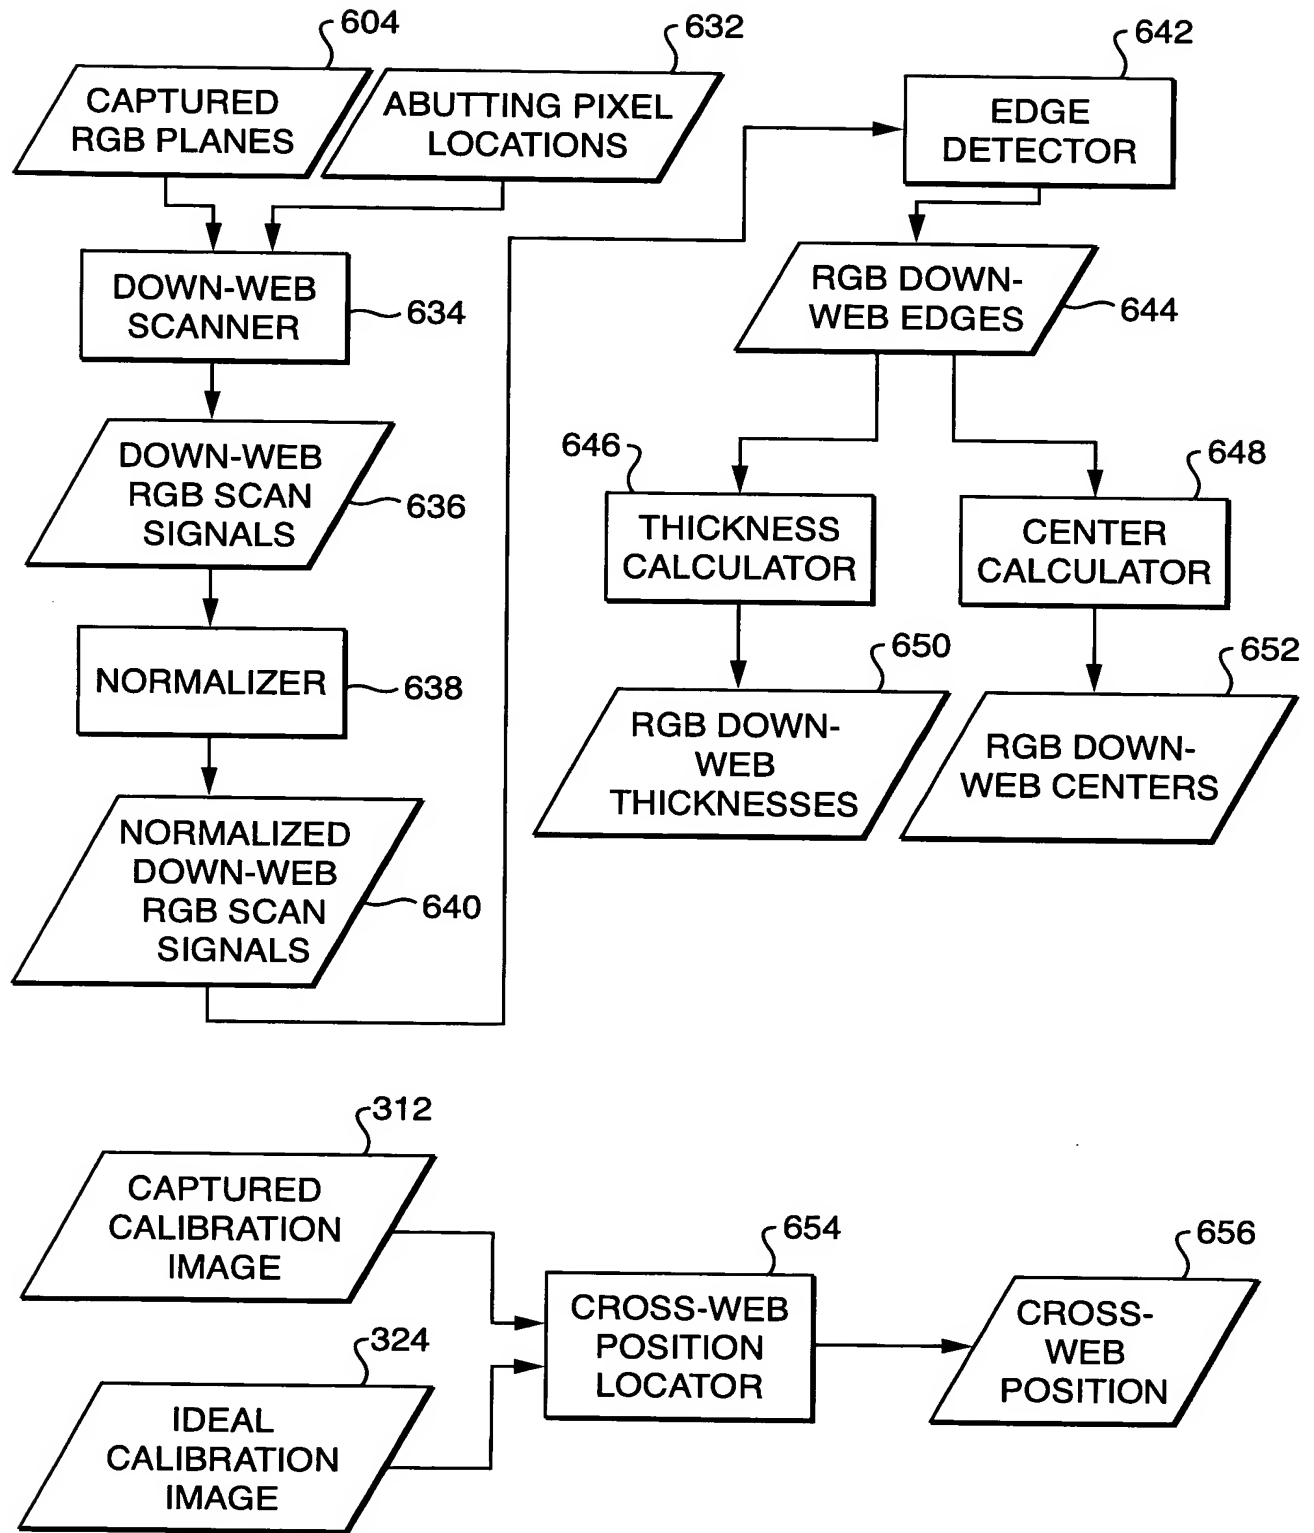 604
CAPTURED
RGB PLANES
632
ABUTTING PIXEL
LOCATIONS
DOWN-WEB
SCANNER
634
DOWN-WEB
RGB SCAN
SIGNALS
636
NORMALIZER
638
NORMALIZED
DOWN-WEB
RGB SCAN
SIGNALS
640
642
EDGE
DETECTOR
RGB DOWN-
WEB EDGES
644
646
THICKNESS
CALCULATOR
648
CENTER
CALCULATOR
650
RGB DOWN-
WEB
THICKNESSES
652
RGB DOWN-
WEB CENTERS
312
CAPTURED
CALIBRATION
IMAGE
324
IDEAL
CALIBRATION
IMAGE
654
CROSS-WEB
POSITION
LOCATOR
656
CROSS-
WEB
POSITION